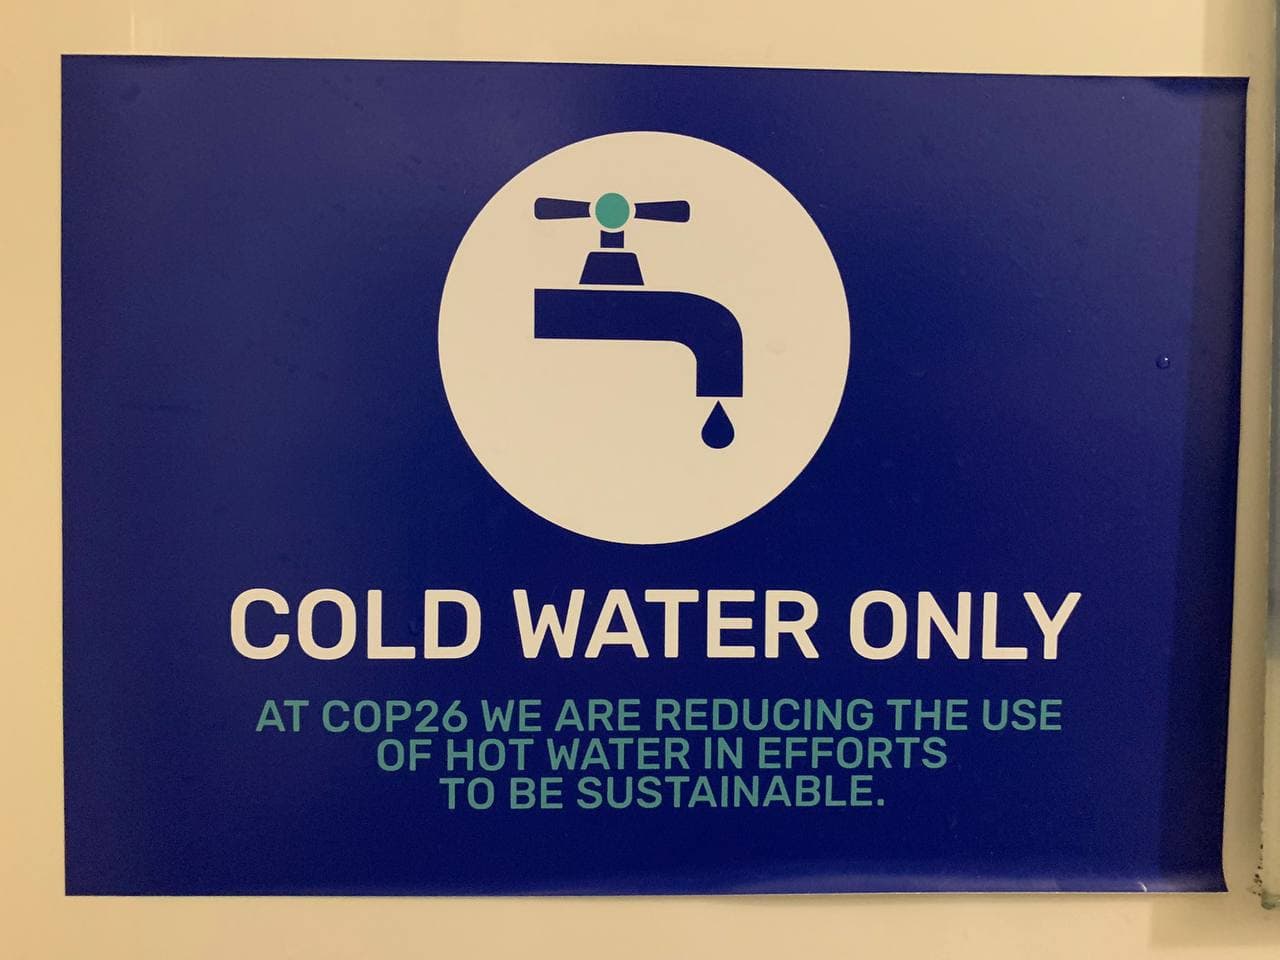 COLD WATER ONLY
AT COP26 WE ARE REDUCING THE USE
OF HOT WATER IN EFFORTS
TO BE SUSTAINABLE.